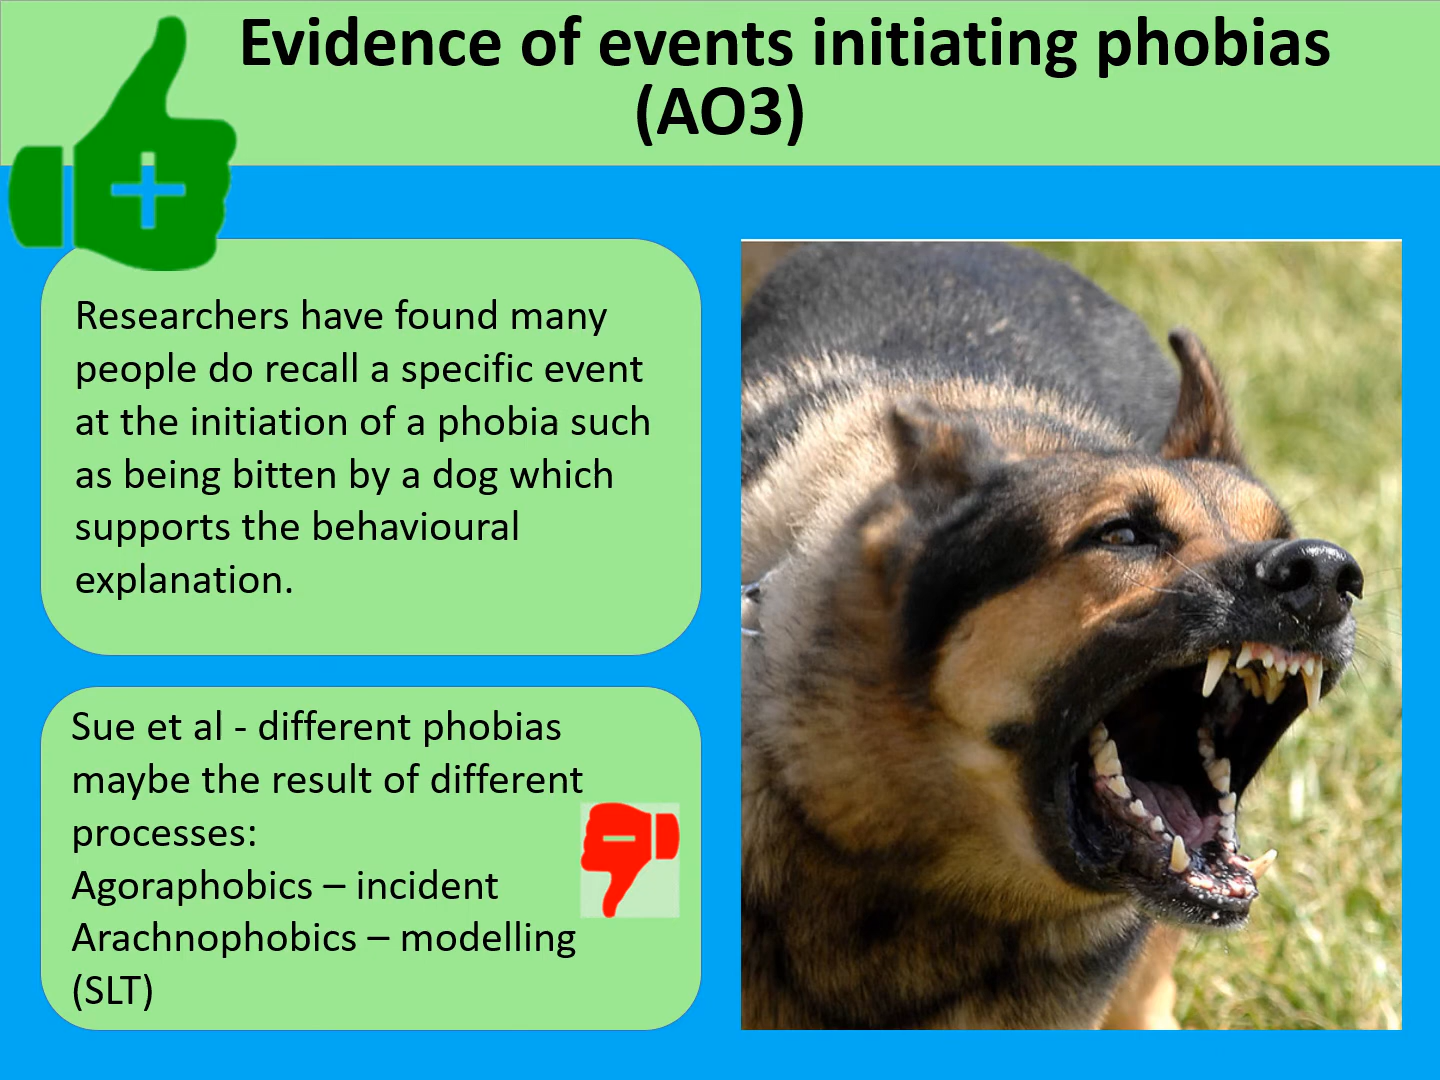 Evidence of events initiating phobias
(AO3)
Researchers have found many
people do recall a specific event
at the initiation of a phobia such
as being bitten by a dog which
supports the behavioural
explanation.
Sue et al - different phobias
maybe the result of different
processes:
Agoraphobics – incident
Arachnophobics – modelling
(SLT)